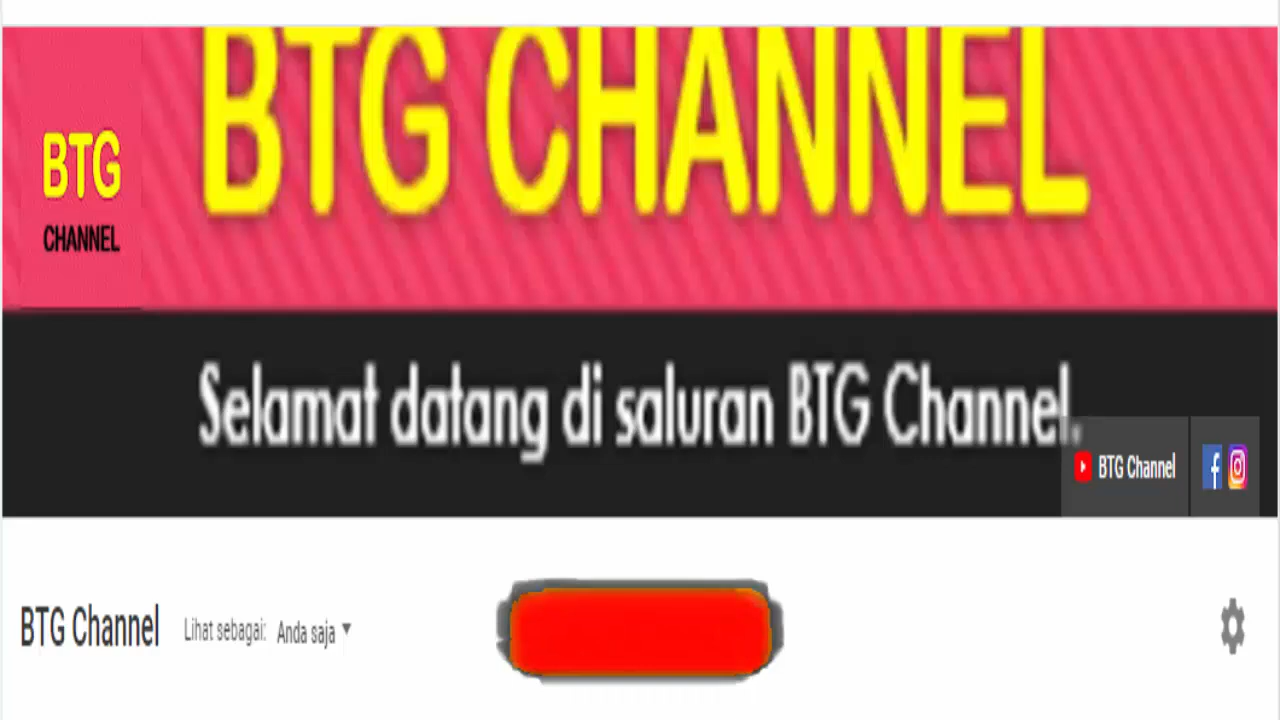 BTG CHANNEL
BTG
CHANNEL
Selamat datang di saluran BTG Channel.
BTG Channel
BTG Channel Lihat sebagai: Anda saja